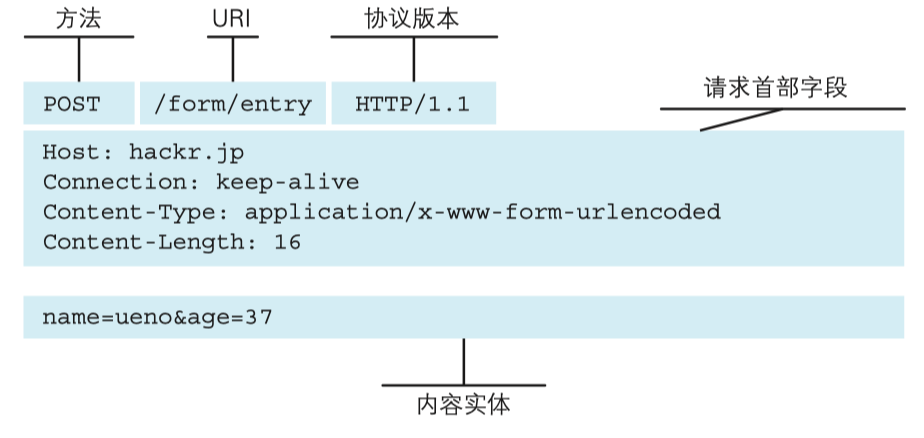 方法 URI 协议版本
POST /form/entry HTTP/1.1
请求首部字段
Host: hackr.jp
Connection: keep-alive
Content-Type: application/x-www-form-urlencoded
Content-Length: 16
name=ueno&age=37
内容实体